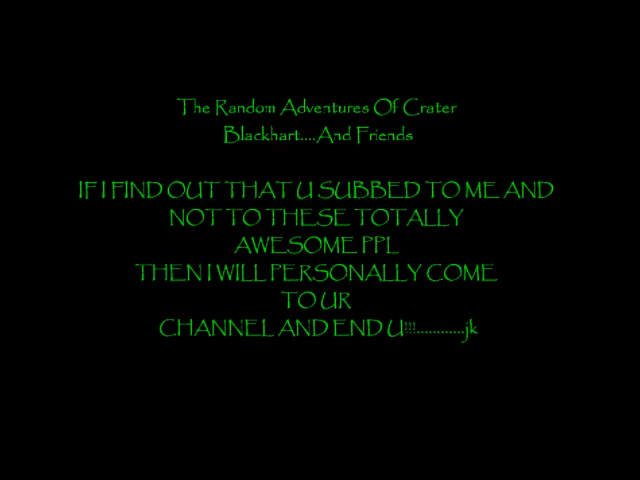 The Random Adventures Of Crater
Blackhart....And Friends
IF I FIND OUT THAT U SUBBED TO ME AND
NOT TO THESE TOTALLY
AWESOME PPL
THEN I WILL PERSONALLY COME
TO UR
CHANNEL AND END U!!!............jk